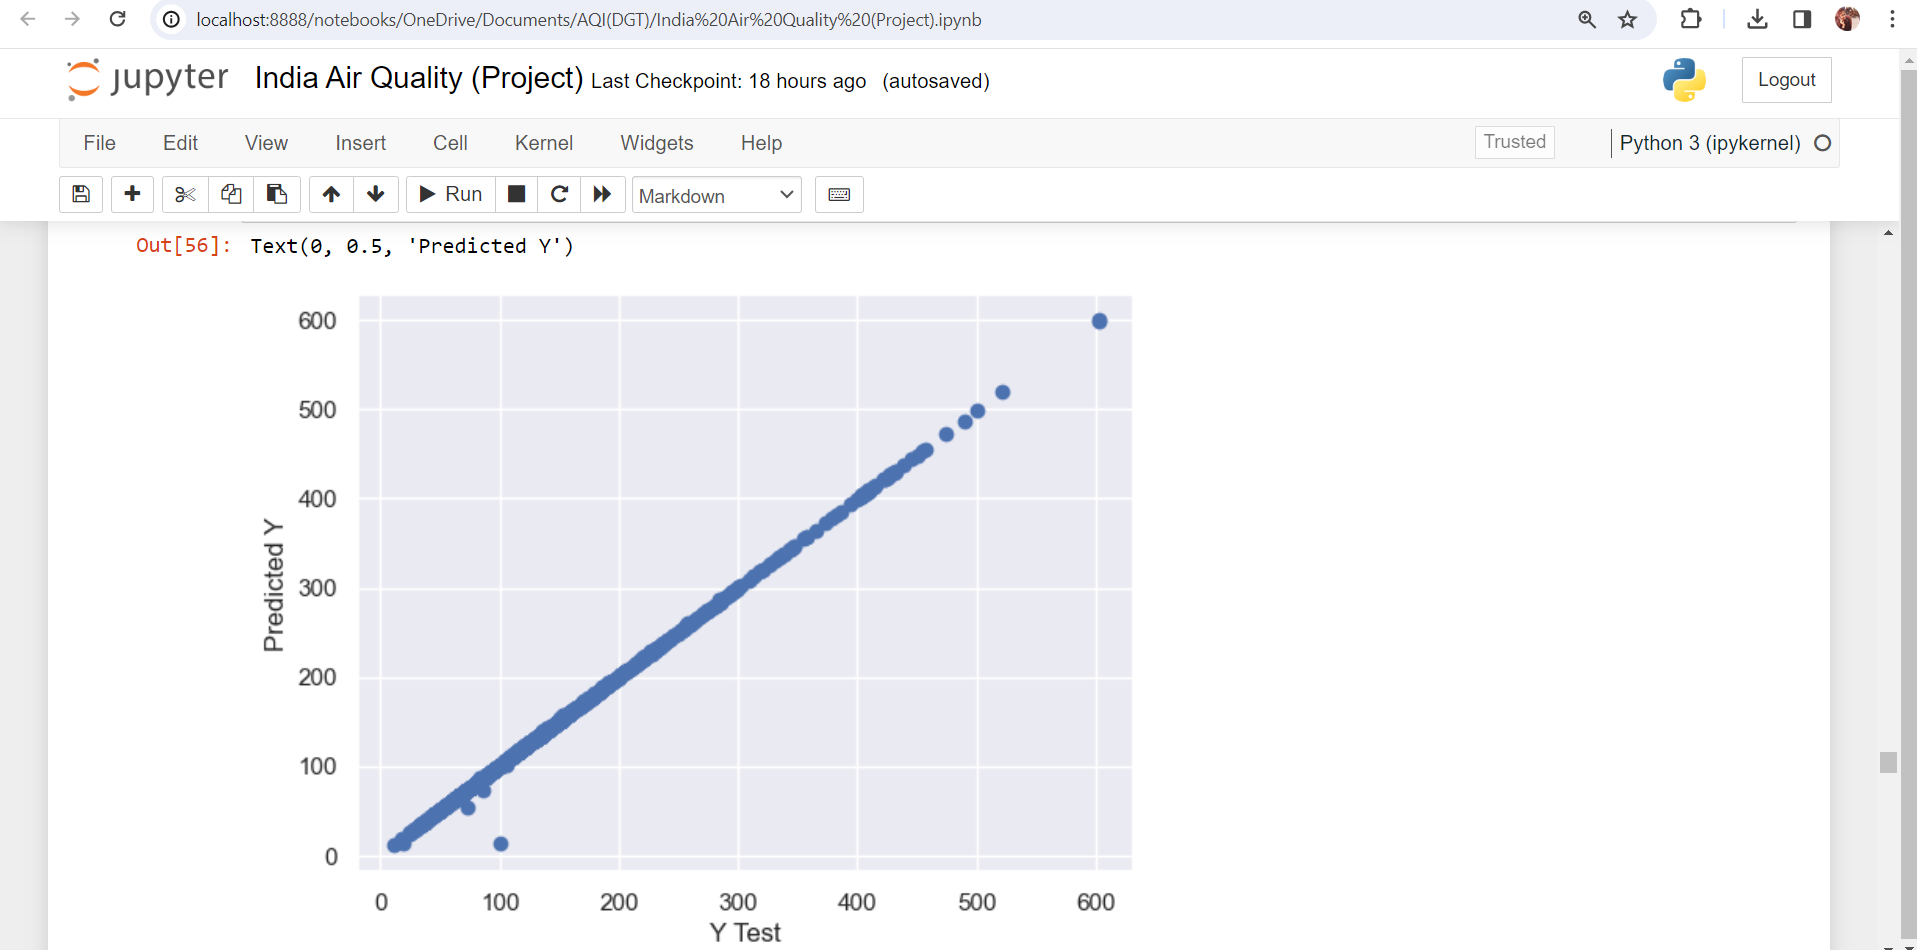 localhost:8888/notebooks/OneDrive/Documents/AQI(DGT)/India%20Air%20Quality%20(Project).ipynb
jupyter India Air Quality (Project) Last Checkpoint: 18 hours ago (autosaved) Logout
File Edit View Insert Cell Kernel Widgets Help Trusted Python 3 (ipykernel)
Run Markdown
Out[56]: Text(0, 0.5, 'Predicted Y')
600
500
400
300
200
100
0
Predicted Y
0 100 200 300 400 500 600
Y Test